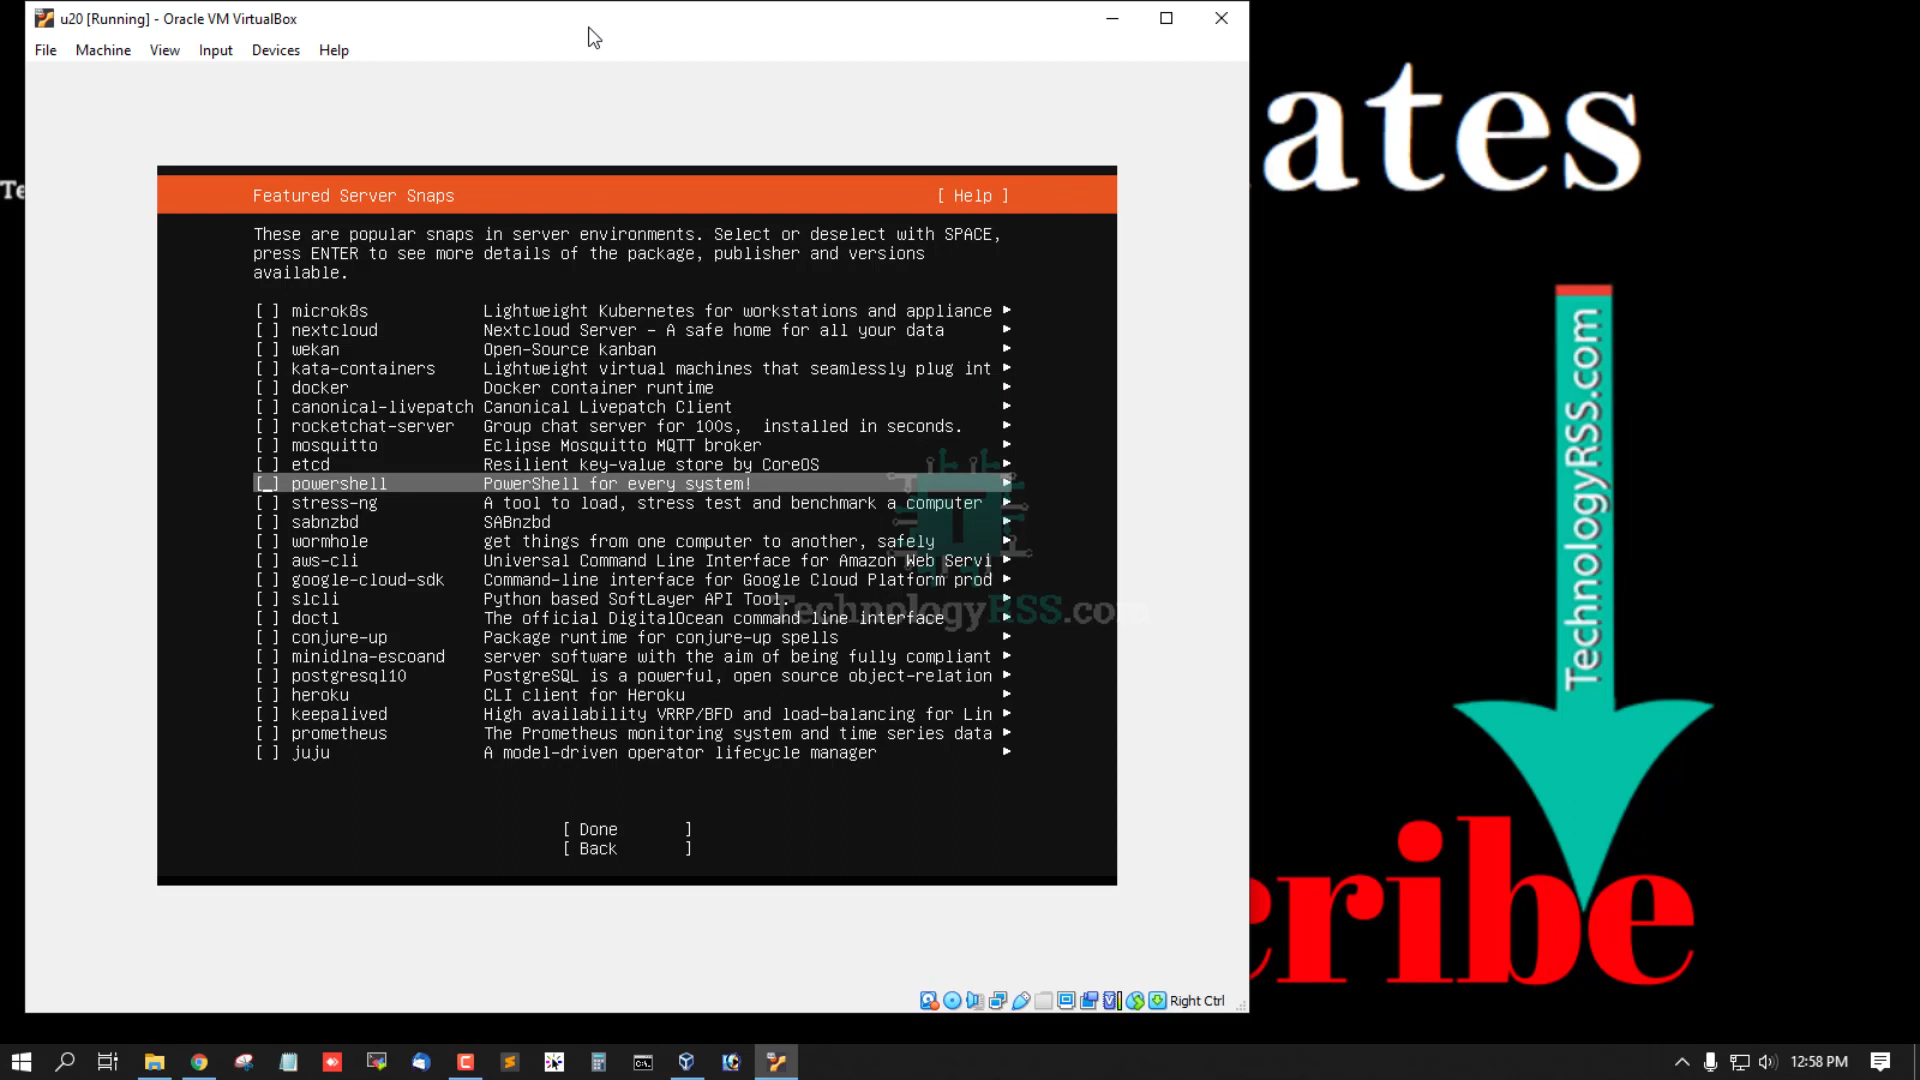 u20 [Running] - Oracle VM VirtualBox
File Machine View Input Devices Help
Featured Server Snaps [ Help ]
These are popular snaps in server environments. Select or deselect with SPACE,
press ENTER to see more details of the package, publisher and versions
available.
[ ] microk8s Lightweight Kubernetes for workstations and appliance ▸
[ ] nextcloud Nextcloud Server - A safe home for all your data ▸
[ ] wekan Open-Source kanban ▸
[ ] kata-containers Lightweight virtual machines that seamlessly plug int ▸
[ ] docker Docker container runtime ▸
[ ] canonical-livepatch Canonical Livepatch Client ▸
[ ] rocketchat-server Group chat server for 100s, installed in seconds. ▸
[ ] mosquitto Eclipse Mosquitto MQTT broker ▸
[ ] etcd Resilient key-value store by CoreOS ▸
[_] powershell PowerShell for every system! ▸
[ ] stress-ng A tool to load, stress test and benchmark a computer ▸
[ ] sabnzbd SABnzbd ▸
[ ] wormhole get things from one computer to another, safely ▸
[ ] aws-cli Universal Command Line Interface for Amazon Web Servi ▸
[ ] google-cloud-sdk Command-line interface for Google Cloud Platform prod ▸
[ ] slcli Python based SoftLayer API Tool. ▸
[ ] doctl The official DigitalOcean command line interface ▸
[ ] conjure-up Package runtime for conjure-up spells ▸
[ ] minidlna-escoand server software with the aim of being fully compliant ▸
[ ] postgresql10 PostgreSQL is a powerful, open source object-relation ▸
[ ] heroku CLI client for Heroku ▸
[ ] keepalived High availability VRRP/BFD and load-balancing for Lin ▸
[ ] prometheus The Prometheus monitoring system and time series data ▸
[ ] juju A model-driven operator lifecycle manager ▸
[ Done ]
[ Back ]
TechnologyRSS.com
Right Ctrl
Te
ates
TechnologyRSS.com
cribe
12:58 PM